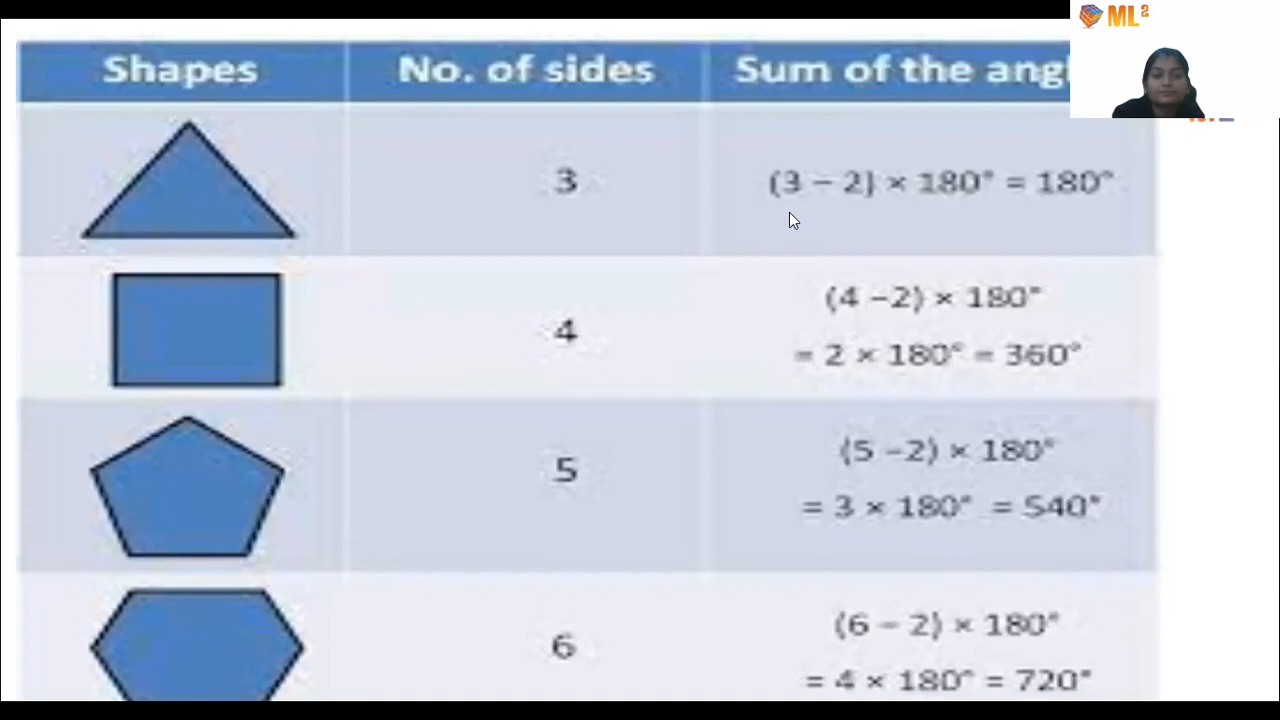 ML²
Shapes No. of sides Sum of the
3 (3 – 2) × 180° = 180°
4 (4 –2) × 180°
= 2 × 180° = 360°
5 (5 –2) × 180°
= 3 × 180° = 540°
6 (6 – 2) × 180°
= 4 × 180° = 720°